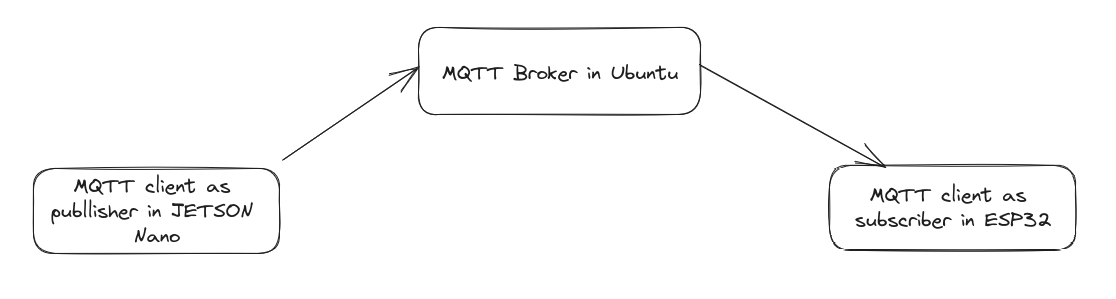 MQTT Broker in Ubuntu
MQTT client as
publlisher in JETSON
Nano
MQTT client as
subscriber in ESP32